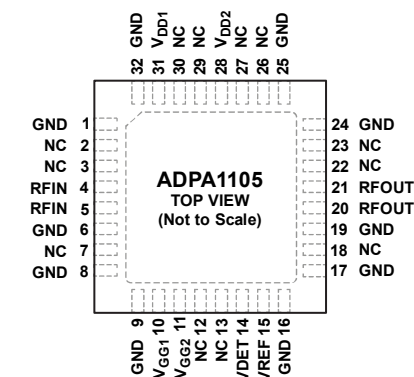 32 GND
31 VDD1
30 NC
29 NC
28 VDD2
27 NC
26 NC
25 GND
GND 1
NC 2
NC 3
RFIN 4
RFIN 5
GND 6
NC 7
GND 8
ADPA1105
TOP VIEW
(Not to Scale)
24 GND
23 NC
22 NC
21 RFOUT
20 RFOUT
19 GND
18 NC
17 GND
GND 9
VGG1 10
VGG2 11
NC 12
NC 13
VDET 14
VREF 15
GND 16